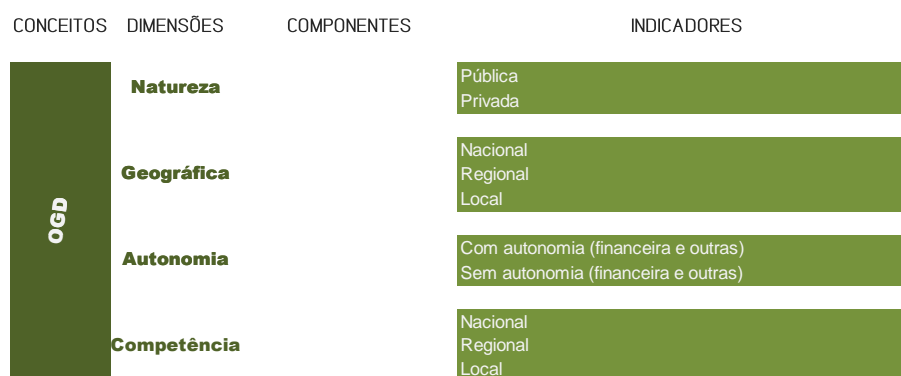 CONCEITOS DIMENSÕES COMPONENTES INDICADORES
OGD
Natureza
Pública
Privada
Geográfica
Nacional
Regional
Local
Autonomia
Com autonomia (financeira e outras)
Sem autonomia (financeira e outras)
Competência
Nacional
Regional
Local